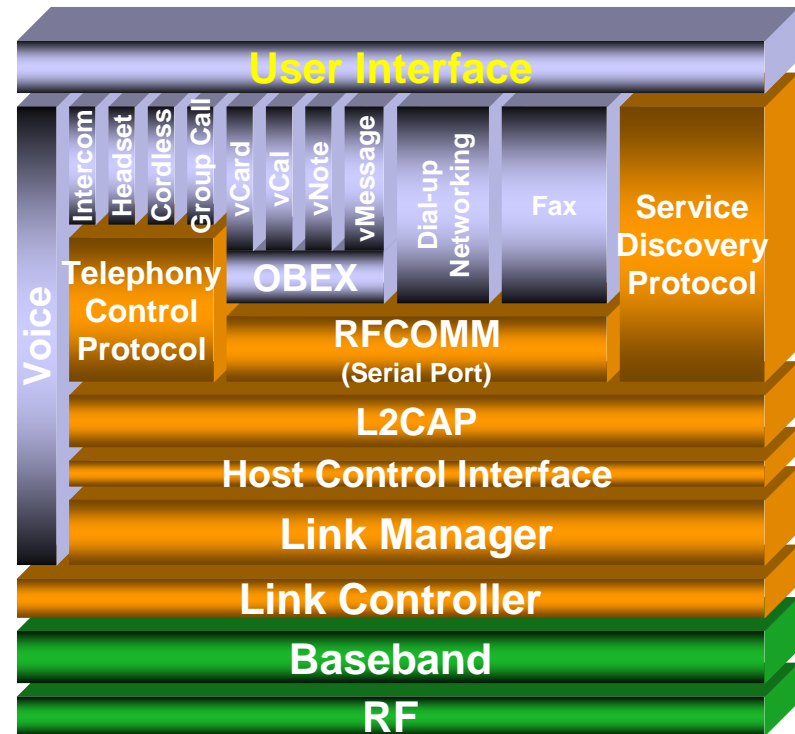 User Interface
Voice
Intercom
Headset
Cordless
Group Call
vCard
vCal
vNote
vMessage
Dial-up
Networking
Fax
Service
Discovery
Protocol
Telephony
Control
Protocol
OBEX
RFCOMM
(Serial Port)
L2CAP
Host Control Interface
Link Manager
Link Controller
Baseband
RF